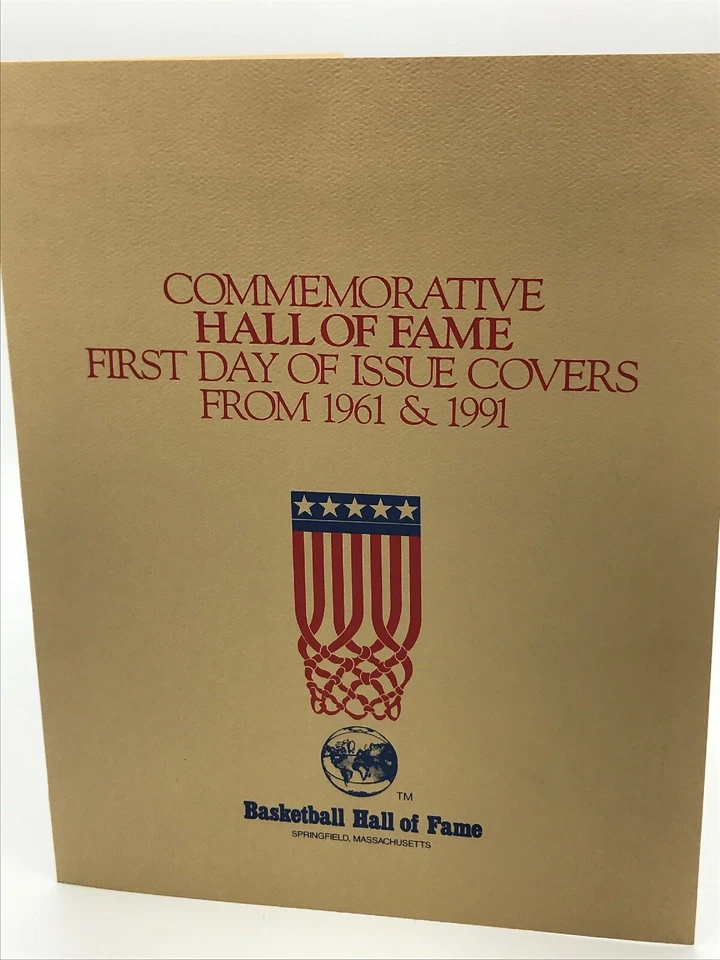 COMMEMORATIVE
HALL OF FAME
FIRST DAY OF ISSUE COVERS
FROM 1961 & 1991
TM
Basketball Hall of Fame
SPRINGFIELD, MASSACHUSETTS